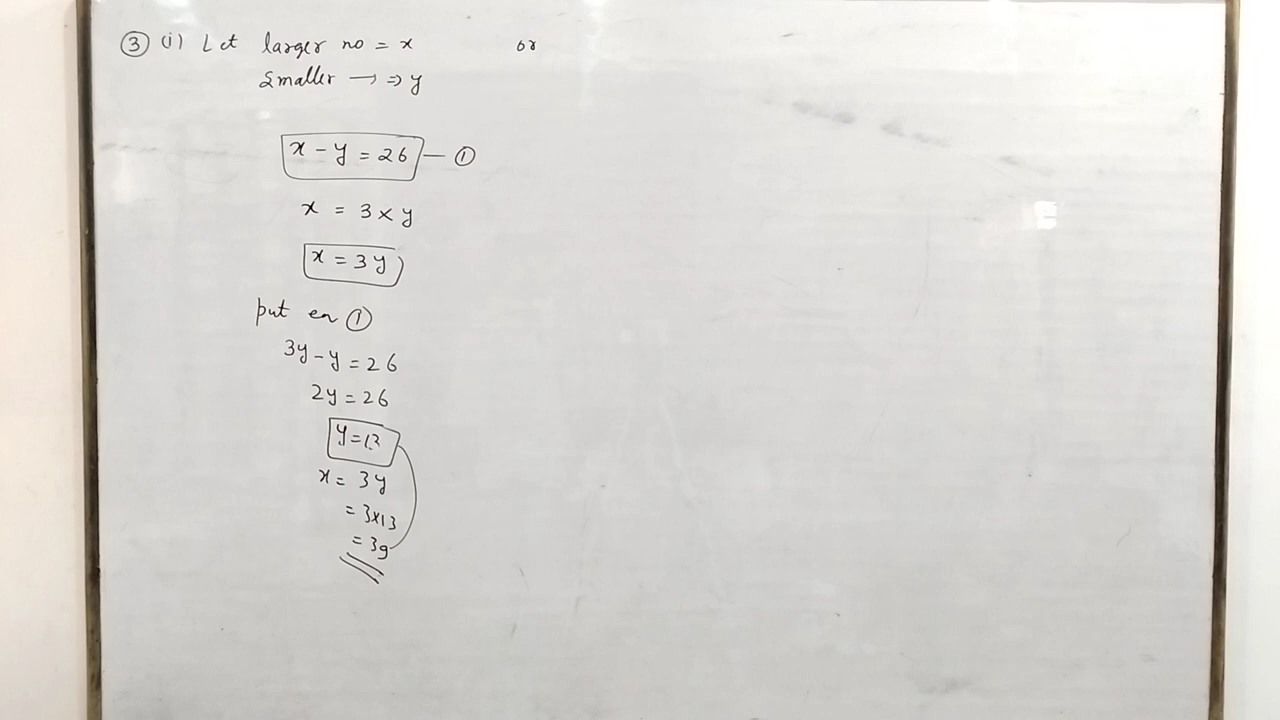 ③ (i) Let larger no = x or
Smaller → ⇒ y
x - y = 26 — ①
x = 3 × y
x = 3y
put en ①
3y - y = 26
2y = 26
y = 13
x = 3y
= 3×13
= 39